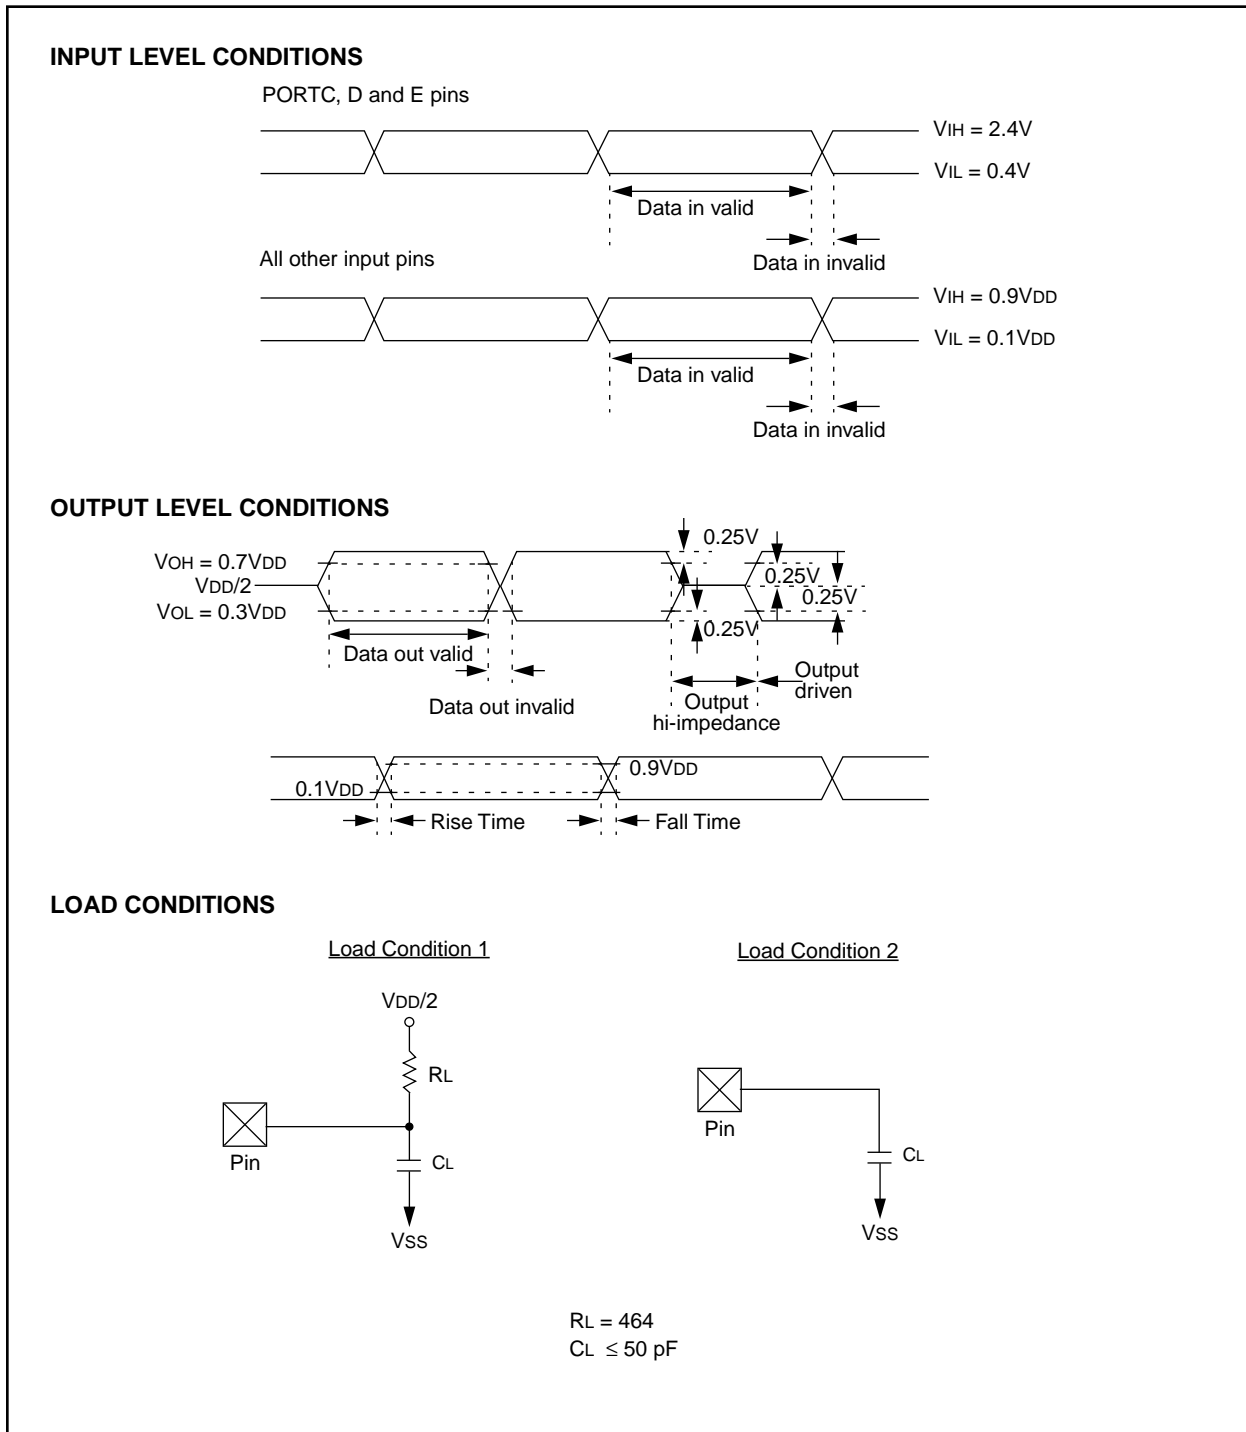 INPUT LEVEL CONDITIONS
PORTC, D and E pins
VIH = 2.4V
VIL = 0.4V
Data in valid
Data in invalid
All other input pins
VIH = 0.9VDD
VIL = 0.1VDD
Data in valid
Data in invalid
OUTPUT LEVEL CONDITIONS
0.25V
VOH = 0.7VDD
VDD/2
VOL = 0.3VDD
0.25V
0.25V
0.25V
Data out valid
Data out invalid
Output
driven
Output
hi-impedance
0.9VDD
0.1VDD
Rise Time
Fall Time
LOAD CONDITIONS
Load Condition 1
Load Condition 2
VDD/2
RL
Pin
CL
VSS
Pin
CL
VSS
RL = 464
CL ≤ 50 pF